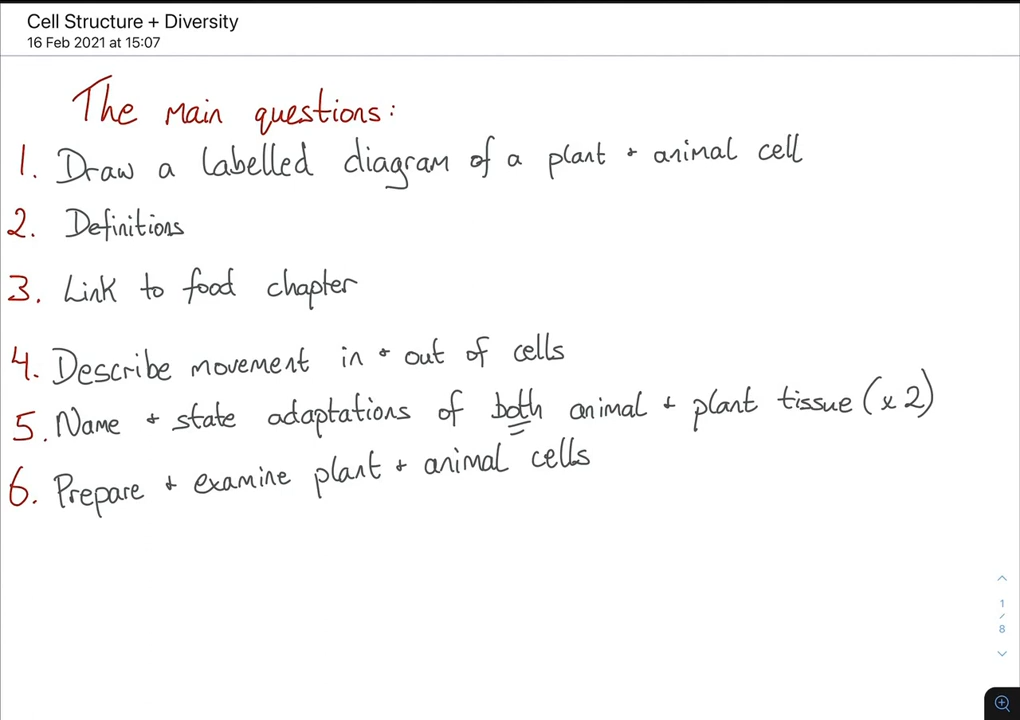 Cell Structure + Diversity
16 Feb 2021 at 15:07
The main questions:
1. Draw a labelled diagram of a plant + animal cell
2. Definitions
3. Link to food chapter
4. Describe movement in + out of cells
5. Name + state adaptations of both animal + plant tissue (x 2)
6. Prepare + examine plant + animal cells
1
/
8